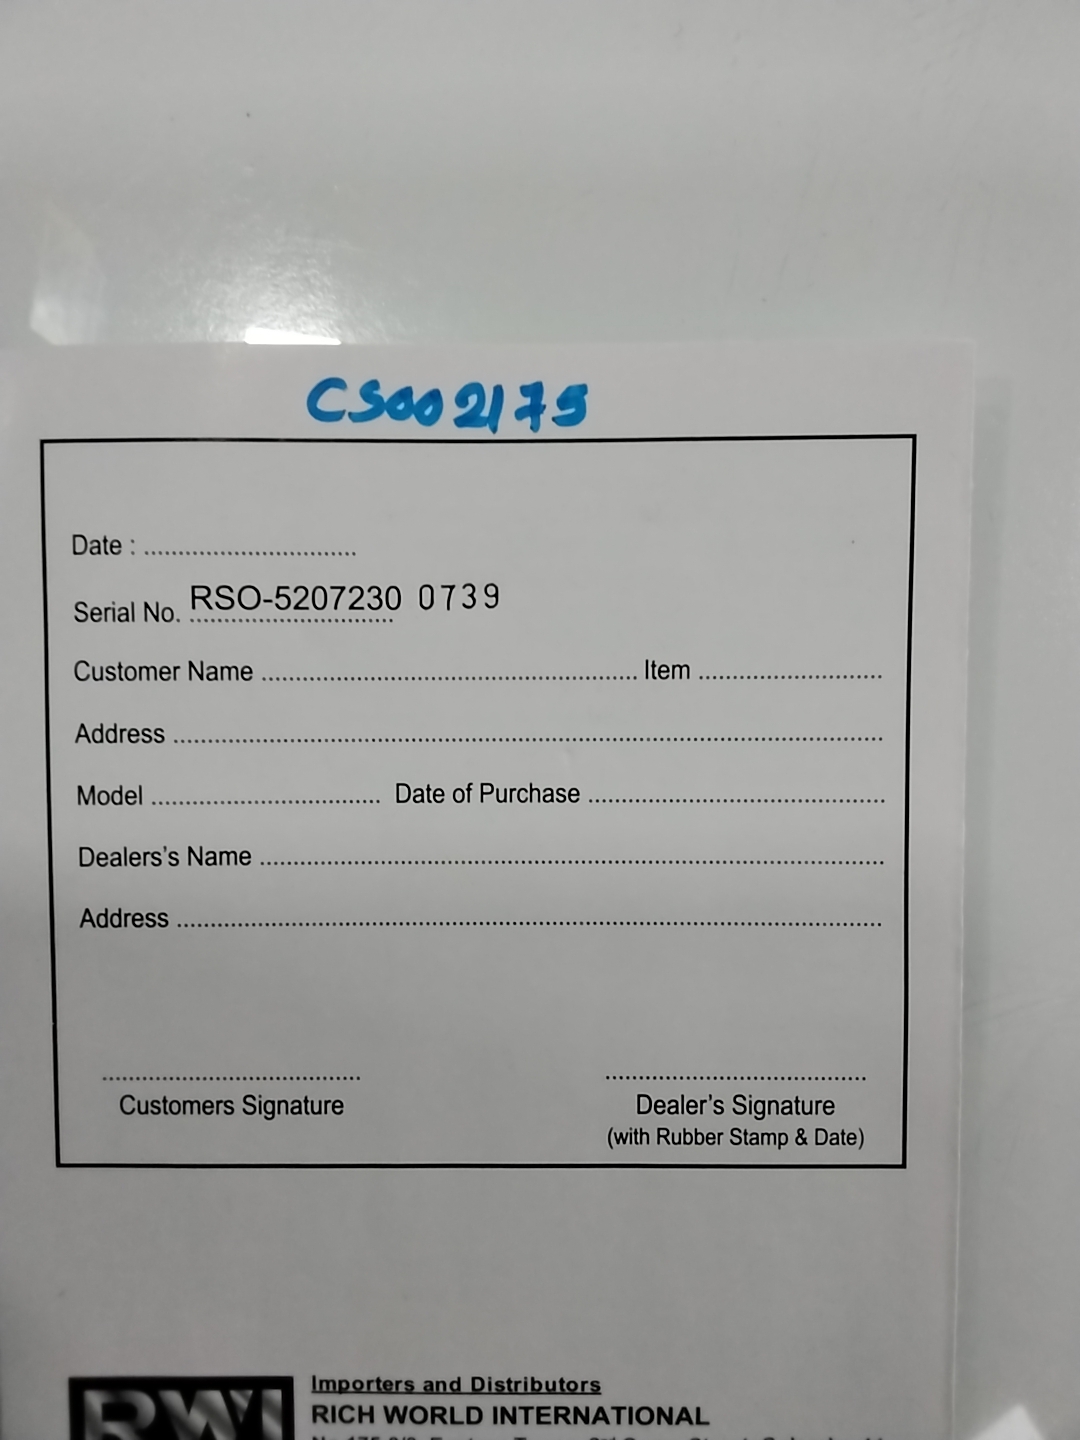 CS002175
Date : ................................
Serial No. RSO-5207230 0739
Customer Name ........................................................ Item ...........................
Address ..........................................................................................................
Model .................................. Date of Purchase ............................................
Dealers's Name .............................................................................................
Address .........................................................................................................
Customers Signature
Dealer's Signature
(with Rubber Stamp & Date)
RWI
Importers and Distributors
RICH WORLD INTERNATIONAL